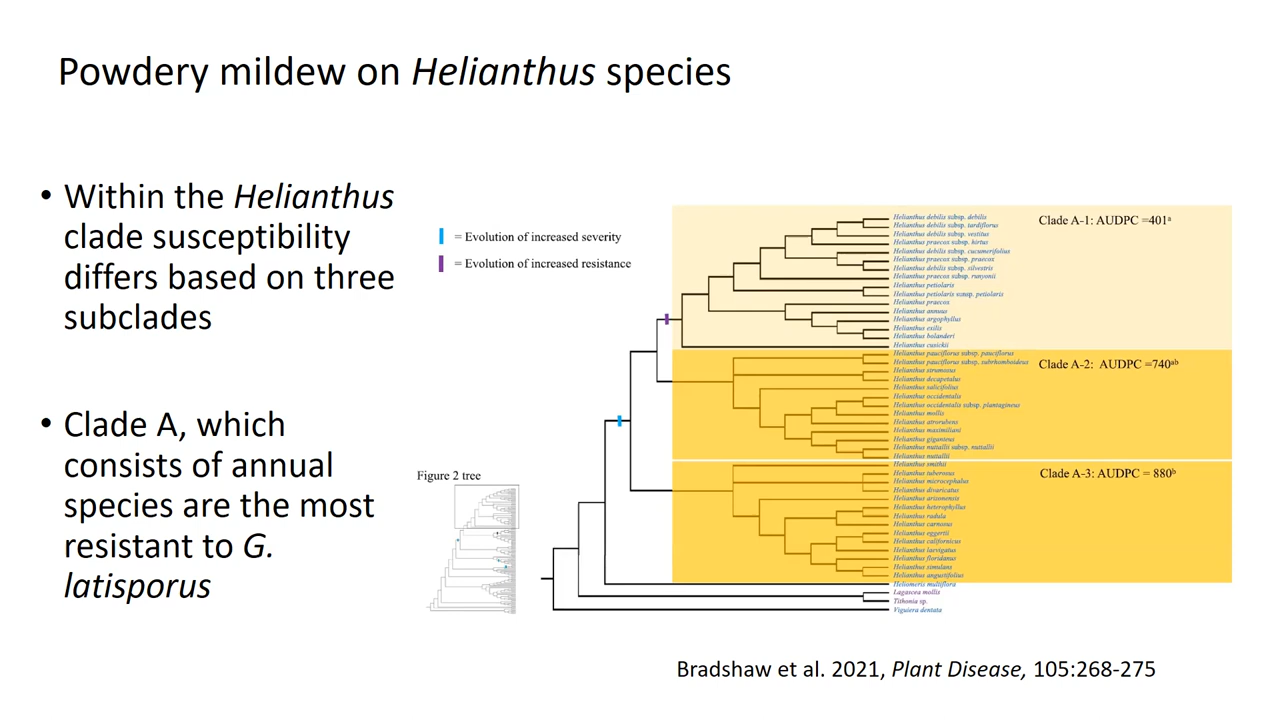 Powdery mildew on Helianthus species
• Within the Helianthus
clade susceptibility
differs based on three
subclades
• Clade A, which
consists of annual
species are the most
resistant to G.
latisporus
= Evolution of increased severity
= Evolution of increased resistance
Figure 2 tree
Clade A-1: AUDPC =401ᵃ
Helianthus debilis subsp. debilis
Helianthus debilis subsp. tardiflorus
Helianthus debilis subsp. vestitus
Helianthus praecox subsp. hirtus
Helianthus debilis subsp. cucumerifolius
Helianthus praecox subsp. praecox
Helianthus debilis subsp. silvestris
Helianthus praecox subsp. runyonii
Helianthus petiolaris
Helianthus petiolaris subsp. petiolaris
Helianthus praecox
Helianthus annuus
Helianthus argophyllus
Helianthus exilis
Helianthus bolanderi
Helianthus cusickii
Clade A-2: AUDPC =740ᵃᵇ
Helianthus pauciflorus subsp. pauciflorus
Helianthus pauciflorus subsp. subrhomboideus
Helianthus strumosus
Helianthus decapetalus
Helianthus salicifolius
Helianthus occidentalis
Helianthus occidentalis subsp. plantagineus
Helianthus mollis
Helianthus atrorubens
Helianthus maximiliani
Helianthus giganteus
Helianthus nuttallii subsp. nuttallii
Helianthus nuttallii
Clade A-3: AUDPC = 880ᵇ
Helianthus smithii
Helianthus tuberosus
Helianthus microcephalus
Helianthus divaricatus
Helianthus arizonensis
Helianthus heterophyllus
Helianthus radula
Helianthus carnosus
Helianthus eggertii
Helianthus californicus
Helianthus laevigatus
Helianthus floridanus
Helianthus simulans
Helianthus angustifolius
Heliomeris multiflora
Lagascea mollis
Tithonia sp.
Viguiera dentata
Bradshaw et al. 2021, Plant Disease, 105:268-275